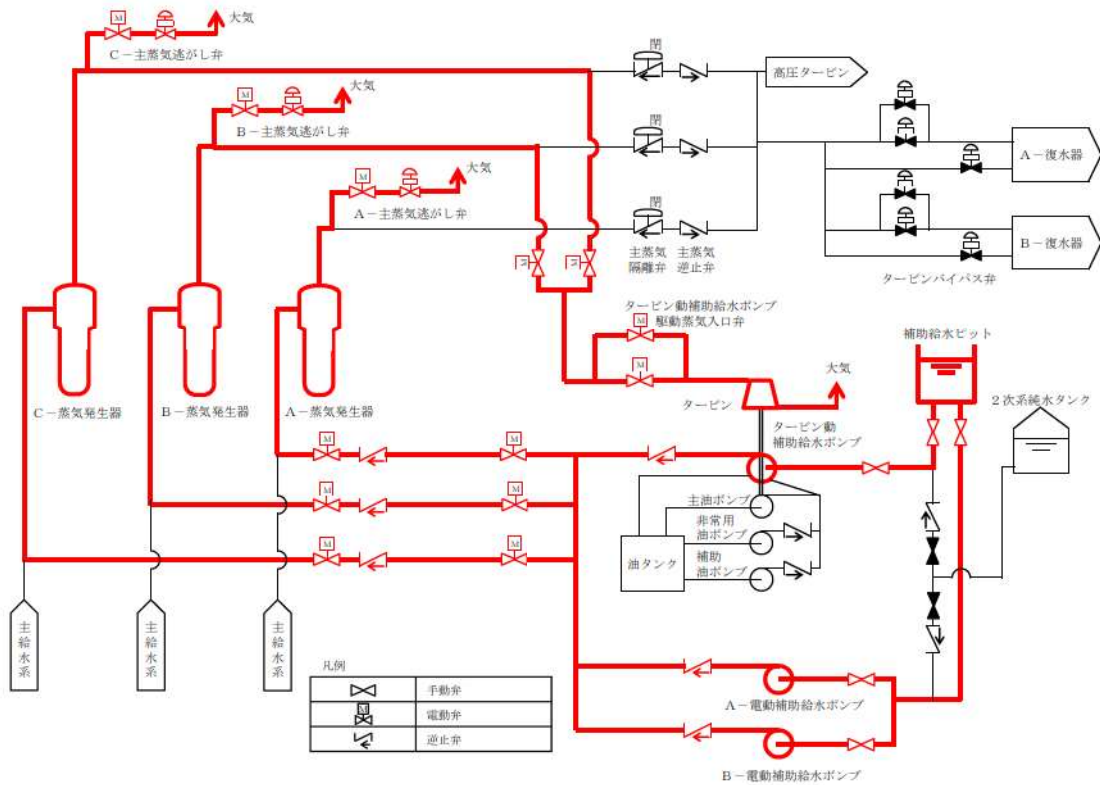 大気
M
C－主蒸気逃がし弁
大気
M
B－主蒸気逃がし弁
大気
M
A－主蒸気逃がし弁
閉
閉
閉
高圧タービン
主蒸気
隔離弁
主蒸気
逆止弁
A－復水器
B－復水器
タービンバイパス弁
M
M
タービン動補助給水ポンプ
駆動蒸気入口弁
M
M
補助給水ピット
大気
タービン
2次系純水タンク
C－蒸気発生器
B－蒸気発生器
A－蒸気発生器
タービン動
補助給水ポンプ
M
M
M
M
M
M
主油ポンプ
非常用
油ポンプ
補助
油ポンプ
油タンク
主給水系
主給水系
主給水系
凡例
手動弁
M
電動弁
逆止弁
A－電動補助給水ポンプ
B－電動補助給水ポンプ